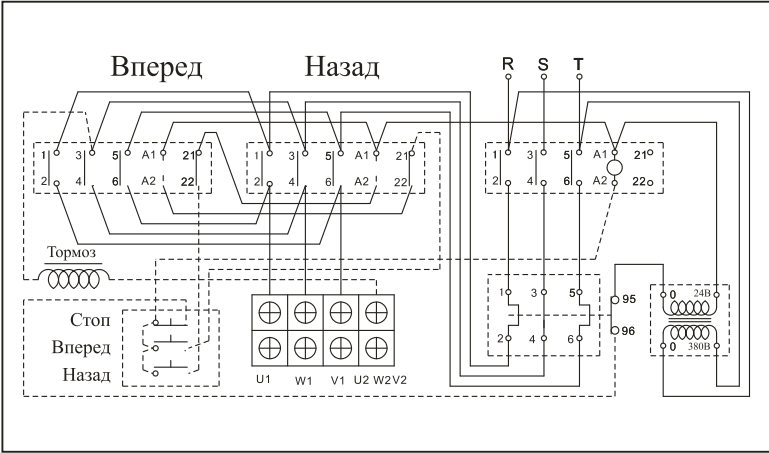 Вперед Назад R S T
1 3 5 A1 21 1 3 5 A1 21 1 3 5 A1 21
2 4 6 A2 22 2 4 6 A2 22 2 4 6 A2 22
Тормоз
1 3 5 95 0 24В
2 4 6 96 0 380В
Стоп
Вперед
Назад
U1 W1 V1 U2 W2V2